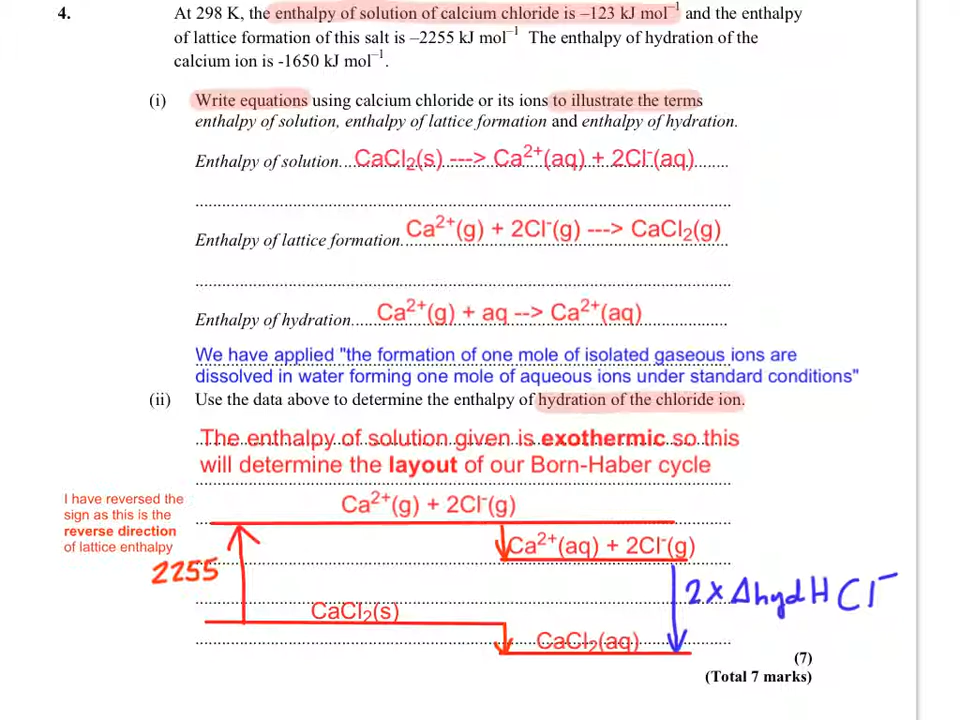 4. At 298 K, the enthalpy of solution of calcium chloride is –123 kJ mol⁻¹ and the enthalpy
of lattice formation of this salt is –2255 kJ mol⁻¹ The enthalpy of hydration of the
calcium ion is -1650 kJ mol⁻¹.
(i) Write equations using calcium chloride or its ions to illustrate the terms
enthalpy of solution, enthalpy of lattice formation and enthalpy of hydration.
Enthalpy of solution... CaCl₂(s) ---> Ca²⁺(aq) + 2Cl⁻(aq)
Enthalpy of lattice formation. Ca²⁺(g) + 2Cl⁻(g) ---> CaCl₂(g)
Enthalpy of hydration.... Ca²⁺(g) + aq --> Ca²⁺(aq)
We have applied "the formation of one mole of isolated gaseous ions are
dissolved in water forming one mole of aqueous ions under standard conditions"
(ii) Use the data above to determine the enthalpy of hydration of the chloride ion.
The enthalpy of solution given is exothermic so this
will determine the layout of our Born-Haber cycle
I have reversed the
sign as this is the
reverse direction
of lattice enthalpy
Ca²⁺(g) + 2Cl⁻(g)
Ca²⁺(aq) + 2Cl⁻(g)
2255
2 x ΔhydH Cl⁻
CaCl₂(s)
CaCl₂(aq)
(7)
(Total 7 marks)